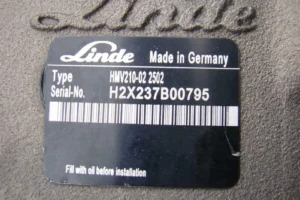 Linde
Linde Made in Germany
Type HMV210-02 2502
Serial-No. H2X237B00795
Fill with oil before installation